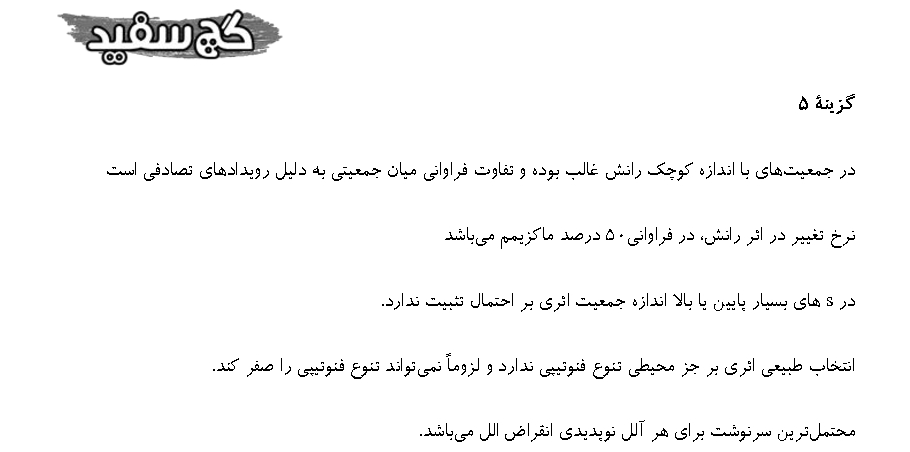 گچ سفید
گزینهٔ ۵
در جمعیت‌های با اندازه کوچک رانش غالب بوده و تفاوت فراوانی میان جمعیتی به دلیل رویدادهای تصادفی است
نرخ تغییر در اثر رانش، در فراوانی۵۰ درصد ماکزیمم می‌باشد
در s های بسیار پایین یا بالا اندازه جمعیت اثری بر احتمال تثبیت ندارد.
انتخاب طبیعی اثری بر جز محیطی تنوع فنوتیپی ندارد و لزوماً نمی‌تواند تنوع فنوتیپی را صفر کند.
محتمل‌ترین سرنوشت برای هر آلل نوپدیدی انقراض الل می‌باشد.